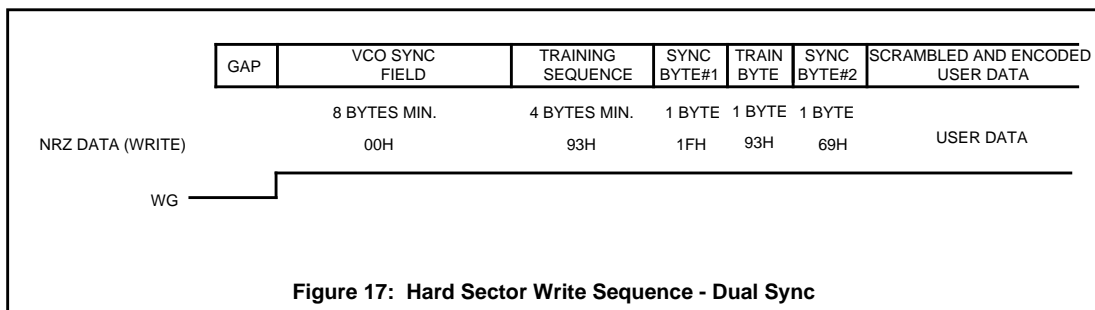 GAP VCO SYNC FIELD TRAINING SEQUENCE SYNC BYTE#1 TRAIN BYTE SYNC BYTE#2 SCRAMBLED AND ENCODED USER DATA
8 BYTES MIN. 4 BYTES MIN. 1 BYTE 1 BYTE 1 BYTE
NRZ DATA (WRITE) 00H 93H 1FH 93H 69H USER DATA
WG
Figure 17: Hard Sector Write Sequence - Dual Sync